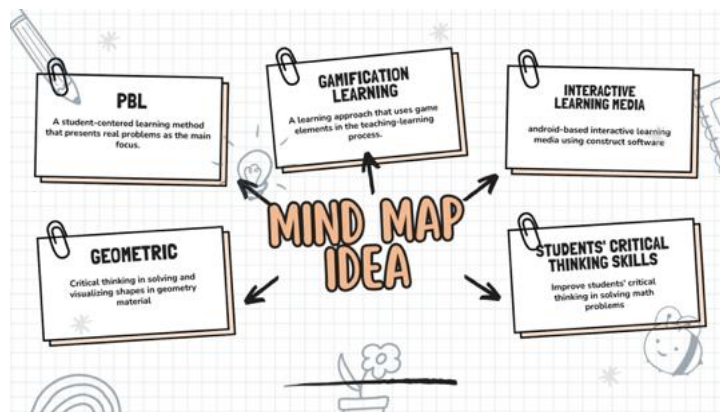 PBL
A student-centered learning method
that presents real problems as the main
focus.
GAMIFICATION
LEARNING
A learning approach that uses game
elements in the teaching-learning
process.
INTERACTIVE
LEARNING MEDIA
android-based interactive learning
media using construct software
MIND MAP
IDEA
GEOMETRIC
Critical thinking in solving and
visualizing shapes in geometry
material
STUDENTS' CRITICAL
THINKING SKILLS
Improve students' critical
thinking in solving math
problems